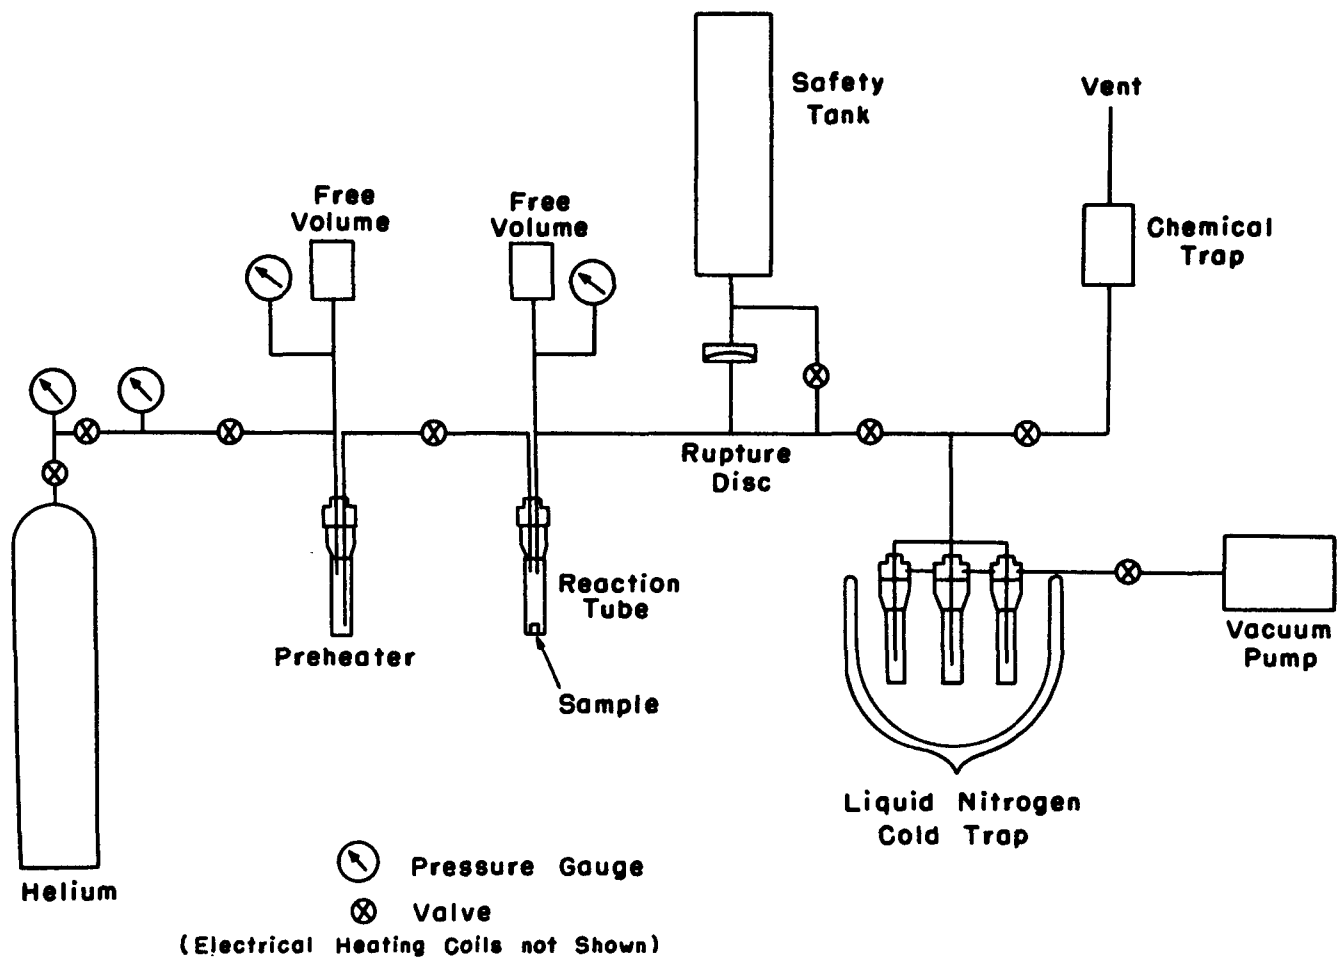 Safety
Tank
Vent
Free
Volume
Free
Volume
Chemical
Trap
Rupture
Disc
Reaction
Tube
Preheater
Sample
Vacuum
Pump
Liquid Nitrogen
Cold Trap
Helium
Pressure Gauge
Valve
(Electrical Heating Coils not Shown)